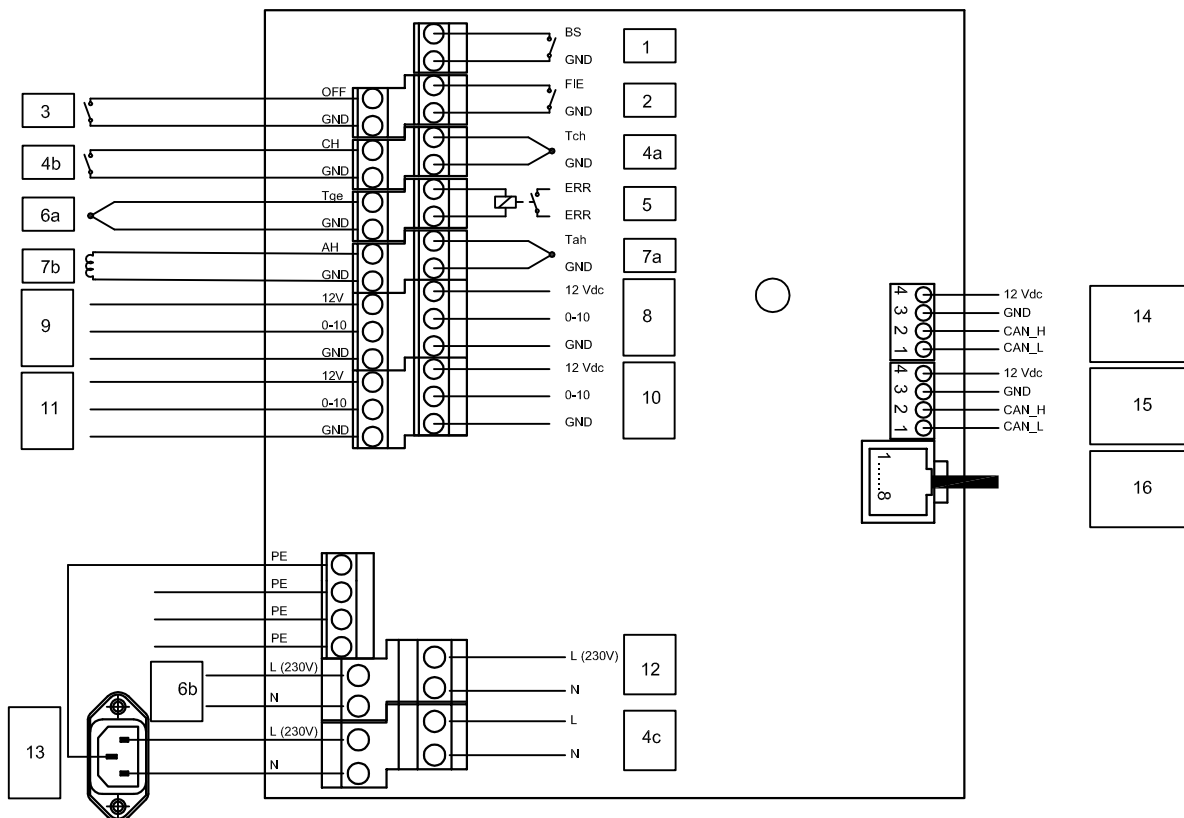 BS
GND
1
FIE
GND
2
3
OFF
GND
Tch
GND
4a
4b
CH
GND
ERR
ERR
5
6a
Tge
GND
Tah
GND
7a
7b
AH
GND
12 Vdc
0-10
GND
8
9
12V
0-10
GND
12 Vdc
0-10
GND
10
11
12V
0-10
GND
4
3
2
1
12 Vdc
GND
CAN_H
CAN_L
14
4
3
2
1
12 Vdc
GND
CAN_H
CAN_L
15
1......8
16
PE
PE
PE
PE
6b
L (230V)
N
L (230V)
N
12
13
L (230V)
N
L
N
4c